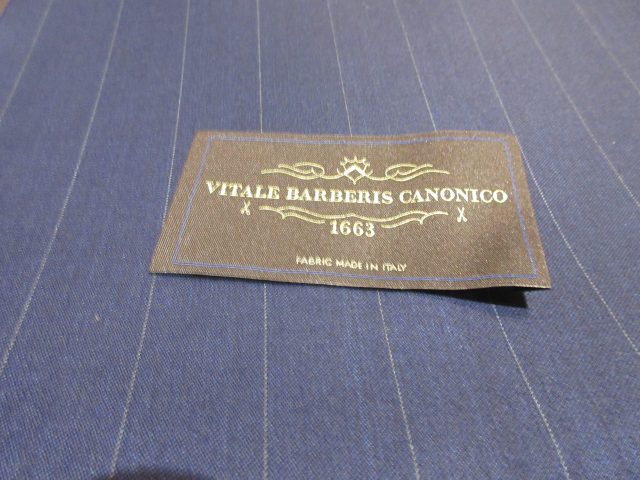 VITALE BARBERIS CANONICO
1663
FABRIC MADE IN ITALY